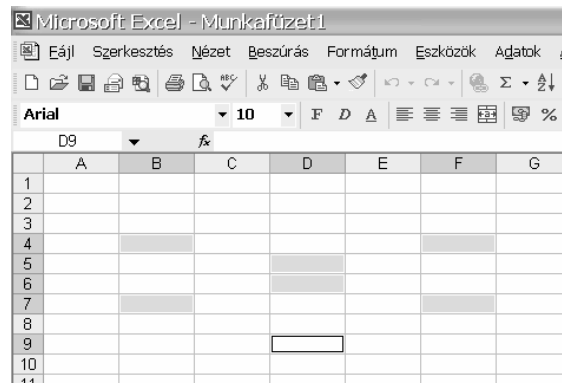 Microsoft Excel - Munkafüzet1
Fájl Szerkesztés Nézet Beszúrás Formátum Eszközök Adatok
Arial 10 F D A %
D9 fx
A B C D E F G
1
2
3
4
5
6
7
8
9
10
11